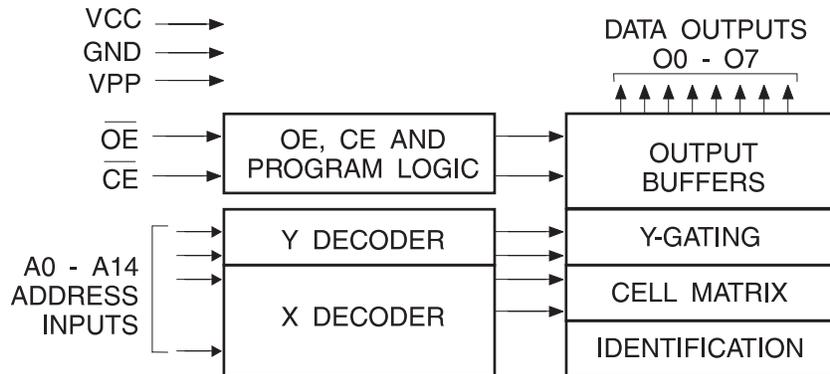 VCC
GND
VPP
DATA OUTPUTS
O0 - O7
OE
CE
OE, CE AND
PROGRAM LOGIC
OUTPUT
BUFFERS
A0 - A14
ADDRESS
INPUTS
Y DECODER
Y-GATING
X DECODER
CELL MATRIX
IDENTIFICATION